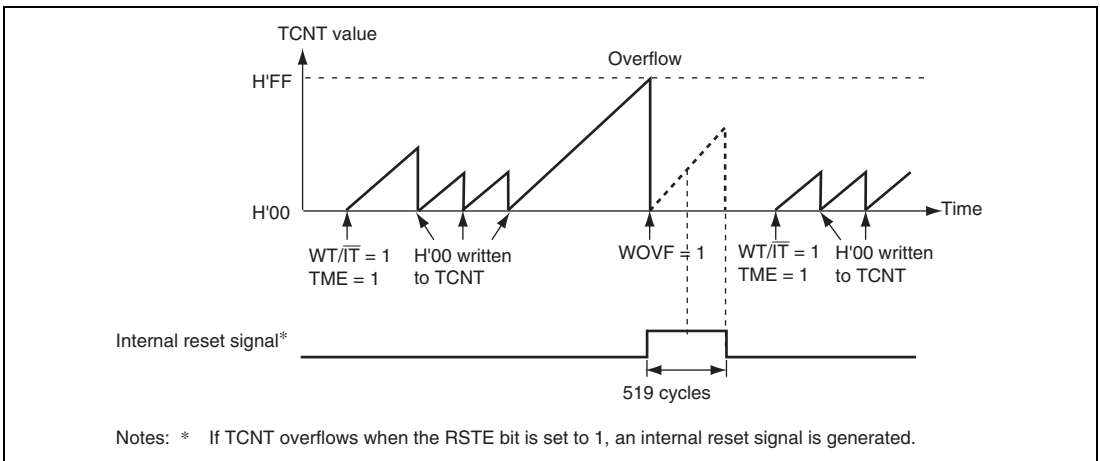 TCNT value
Overflow
H'FF
H'00
Time
WT/IT = 1
TME = 1
H'00 written
to TCNT
WOVF = 1
WT/IT = 1
TME = 1
H'00 written
to TCNT
Internal reset signal*
519 cycles
Notes: * If TCNT overflows when the RSTE bit is set to 1, an internal reset signal is generated.